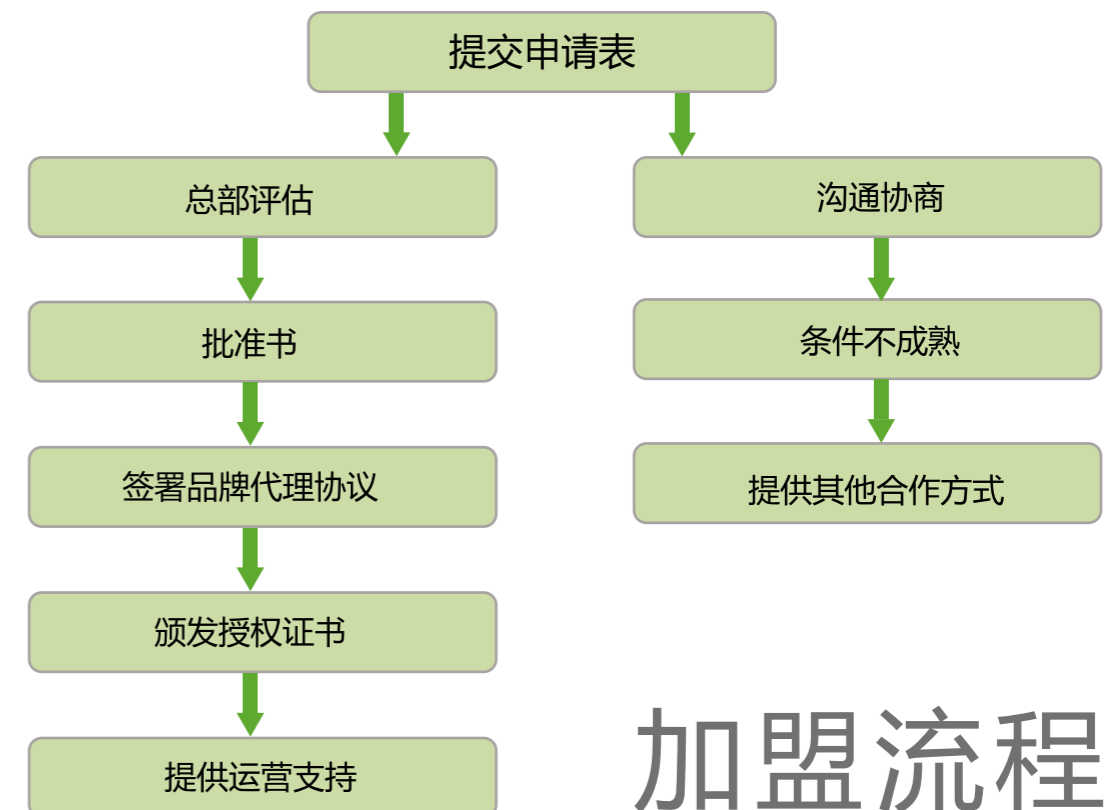 提交申请表
总部评估
沟通协商
批准书
条件不成熟
签署品牌代理协议
提供其他合作方式
颁发授权证书
提供运营支持
加盟流程